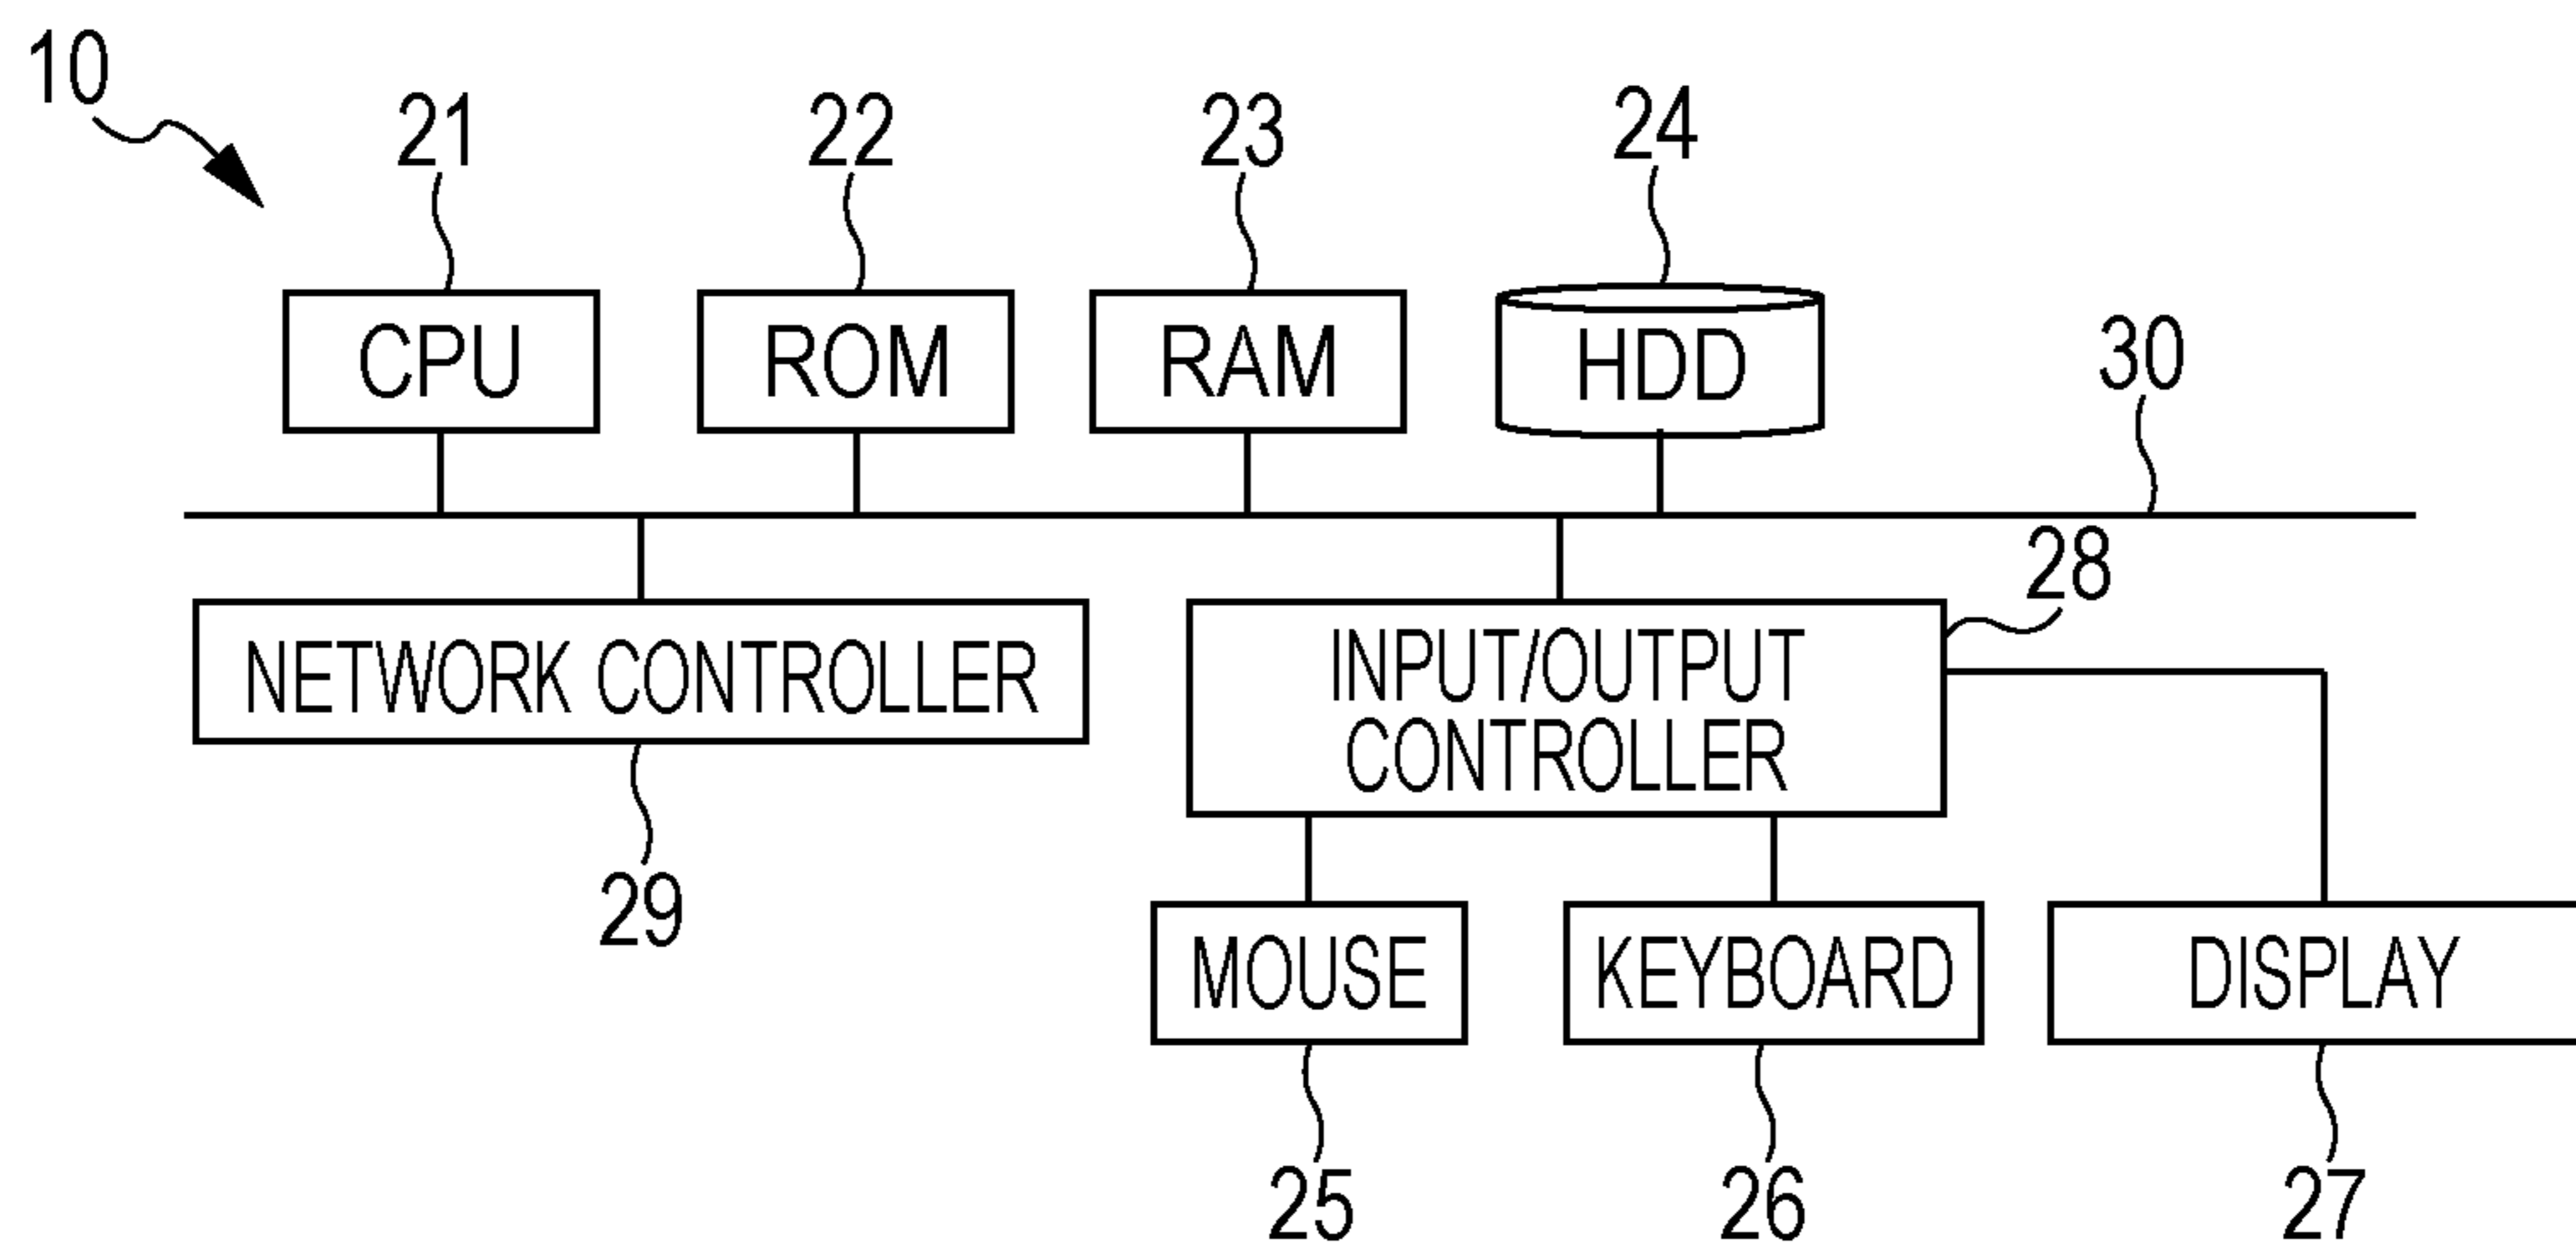 10
21
22
23
24
CPU
ROM
RAM
HDD
30
28
NETWORK CONTROLLER
INPUT/OUTPUT
CONTROLLER
29
MOUSE
KEYBOARD
DISPLAY
25
26
27